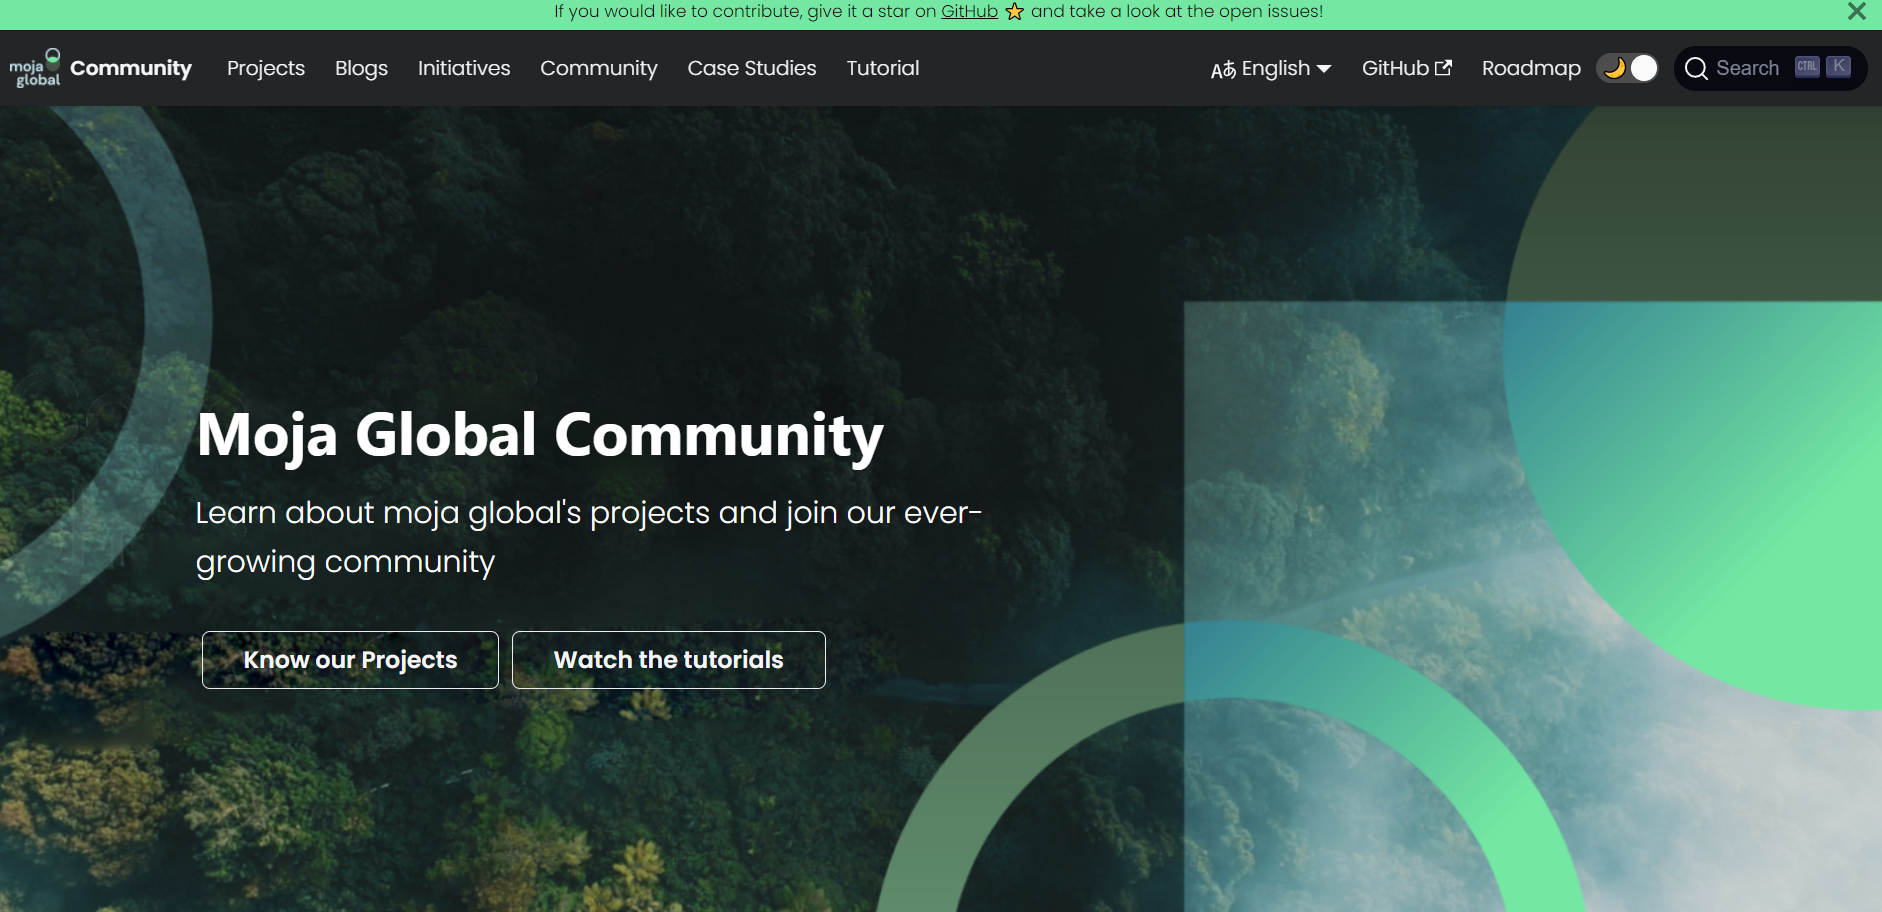 If you would like to contribute, give it a star on GitHub ⭐ and take a look at the open issues!
moja global Community Projects Blogs Initiatives Community Case Studies Tutorial Aあ English GitHub Roadmap Search CTRL K
Moja Global Community
Learn about moja global's projects and join our ever-
growing community
Know our Projects Watch the tutorials